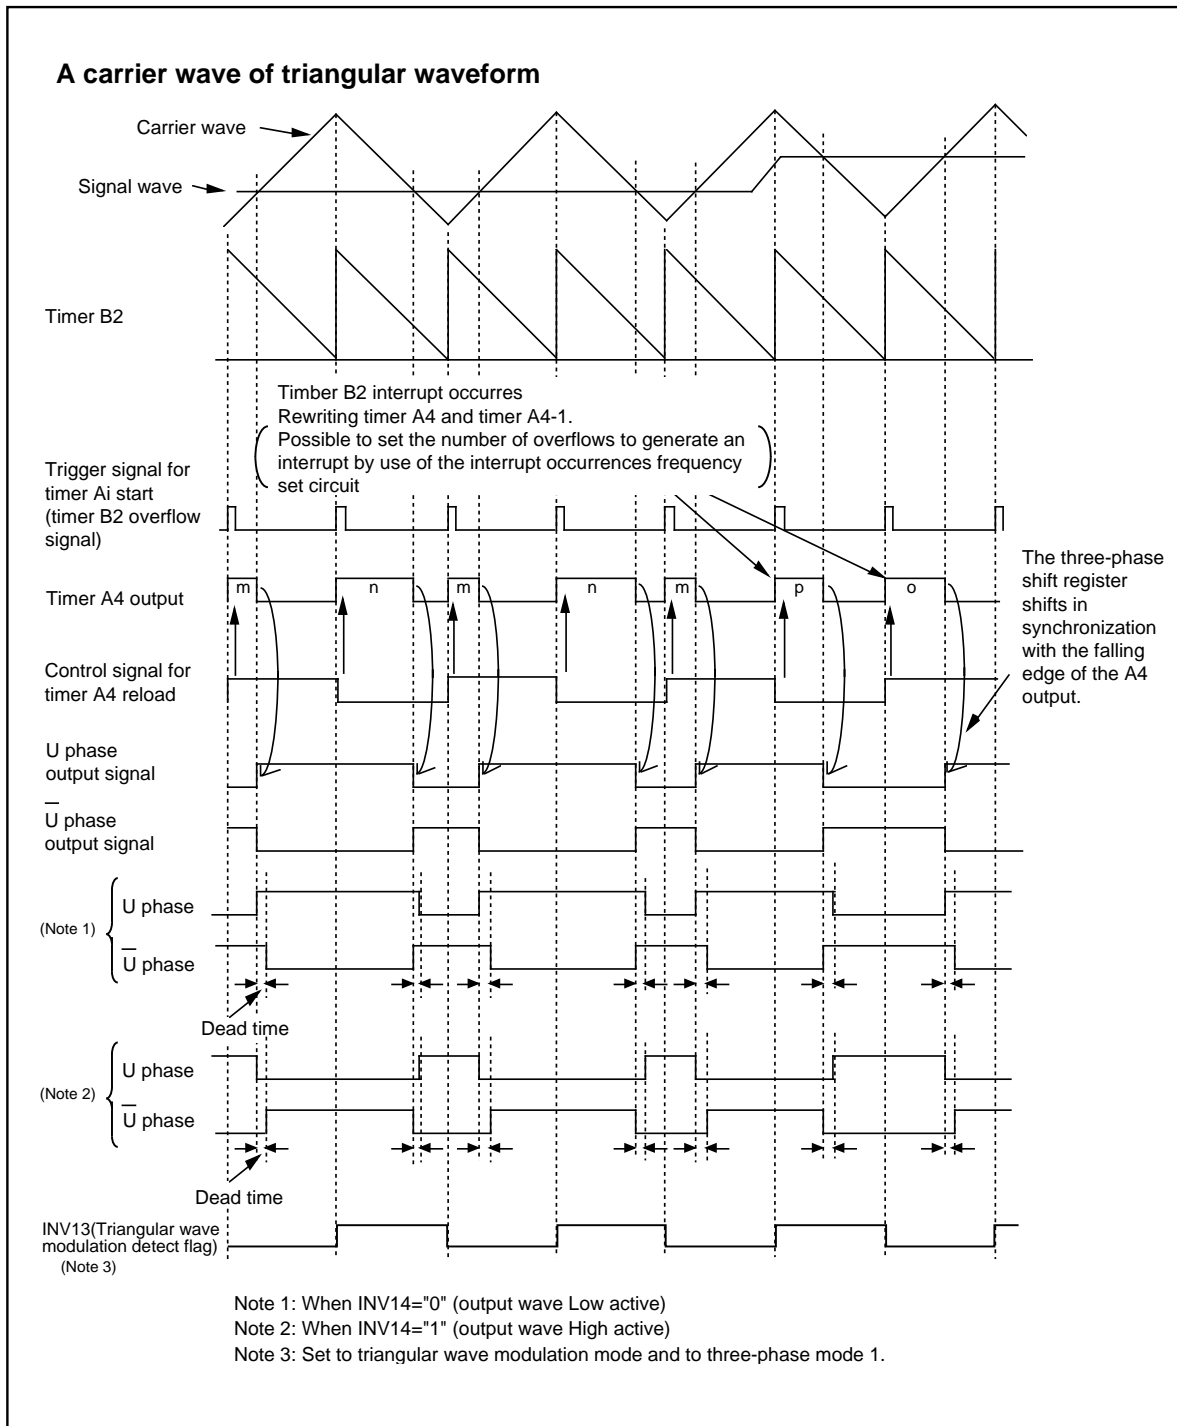 A carrier wave of triangular waveform
Carrier wave
Signal wave
Timer B2
Timber B2 interrupt occurres
Rewriting timer A4 and timer A4-1.
Possible to set the number of overflows to generate an
interrupt by use of the interrupt occurrences frequency
set circuit
Trigger signal for
timer Ai start
(timer B2 overflow
signal)
The three-phase
shift register
shifts in
synchronization
with the falling
edge of the A4
output.
Timer A4 output
m n m n m p o
Control signal for
timer A4 reload
U phase
output signal
U̅ phase
output signal
(Note 1)
U phase
U̅ phase
Dead time
(Note 2)
U phase
U̅ phase
Dead time
INV13(Triangular wave
modulation detect flag)
(Note 3)
Note 1: When INV14="0" (output wave Low active)
Note 2: When INV14="1" (output wave High active)
Note 3: Set to triangular wave modulation mode and to three-phase mode 1.